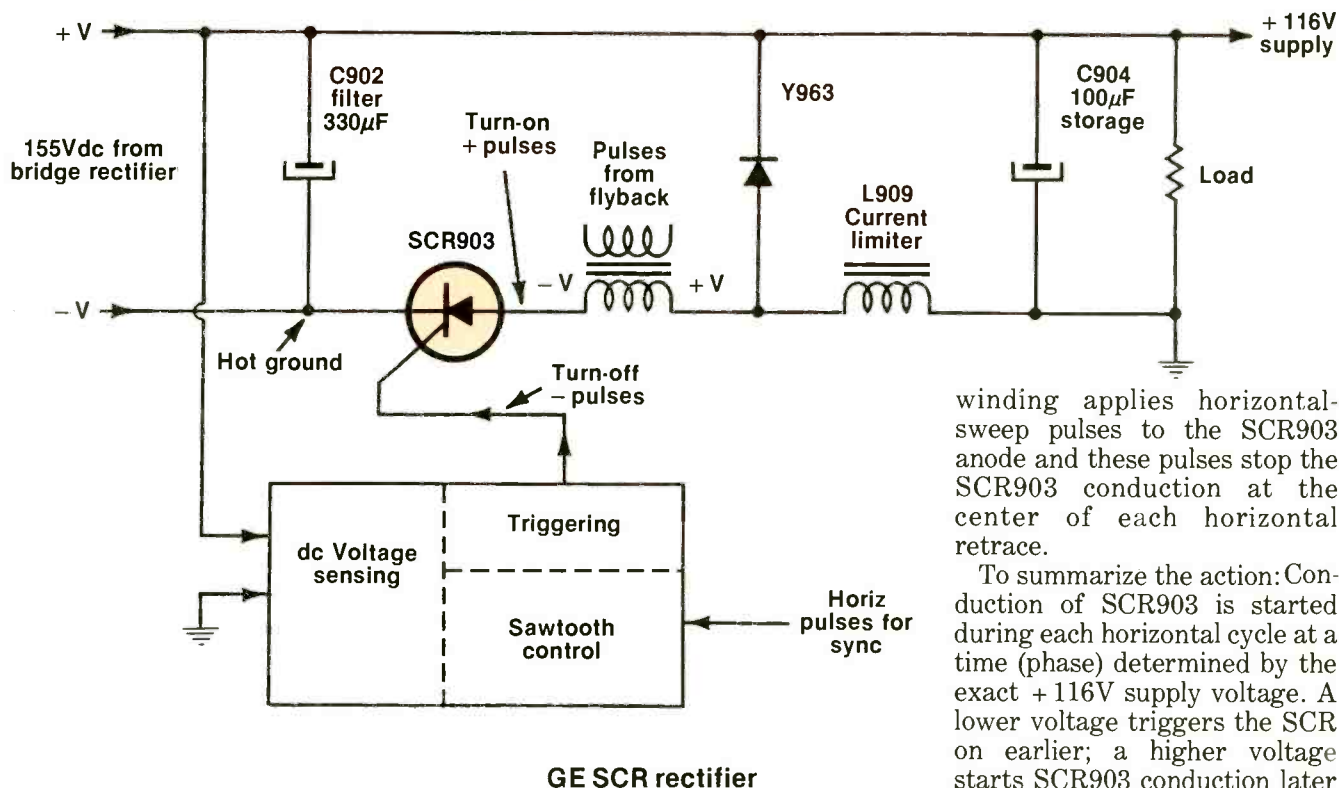 +V
+116V
supply
C902
filter
330μF
Y963
C904
100μF
storage
Turn-on
+ pulses
Pulses
from
flyback
155Vdc from
bridge rectifier
Load
L909
Current
limiter
SCR903
-V
+V
-V
Hot ground
Turn-off
- pulses
dc Voltage
sensing
Triggering
Sawtooth
control
Horiz
pulses for
sync
GE SCR rectifier
winding applies horizontal-
sweep pulses to the SCR903
anode and these pulses stop the
SCR903 conduction at the
center of each horizontal
retrace.
To summarize the action: Con-
duction of SCR903 is started
during each horizontal cycle at a
time (phase) determined by the
exact +116V supply voltage. A
lower voltage triggers the SCR
on earlier; a higher voltage
starts SCR903 conduction later